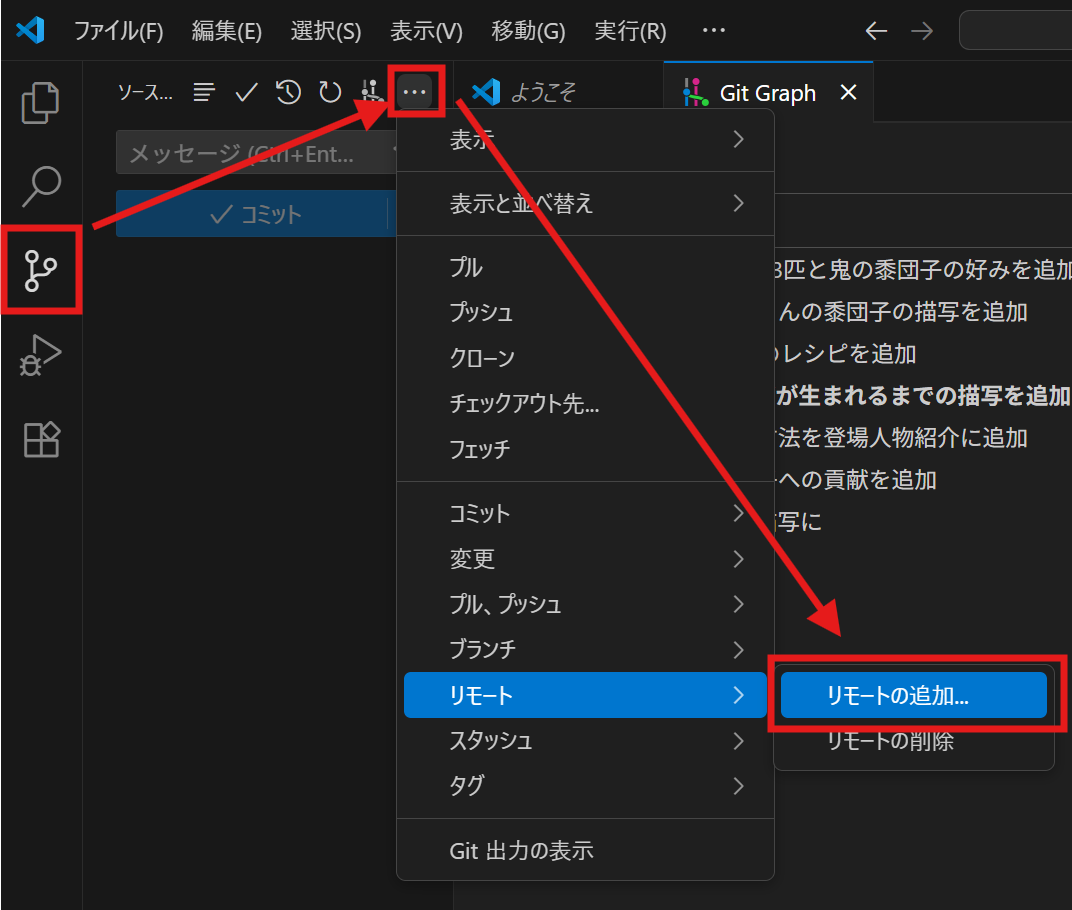 ファイル(F) 編集(E) 選択(S) 表示(V) 移動(G) 実行(R) ···
ソース...
ようこそ
Git Graph
メッセージ (Ctrl+Ent...
コミット
表示
表示と並べ替え
プル
プッシュ
クローン
チェックアウト先...
フェッチ
コミット
変更
プル、プッシュ
ブランチ
リモート
スタッシュ
タグ
Git 出力の表示
リモートの追加...
リモートの削除
3匹と鬼の黍団子の好みを追加
んの黍団子の描写を追加
のレシピを追加
が生まれるまでの描写を追加
法を登場人物紹介に追加
への貢献を追加
写に